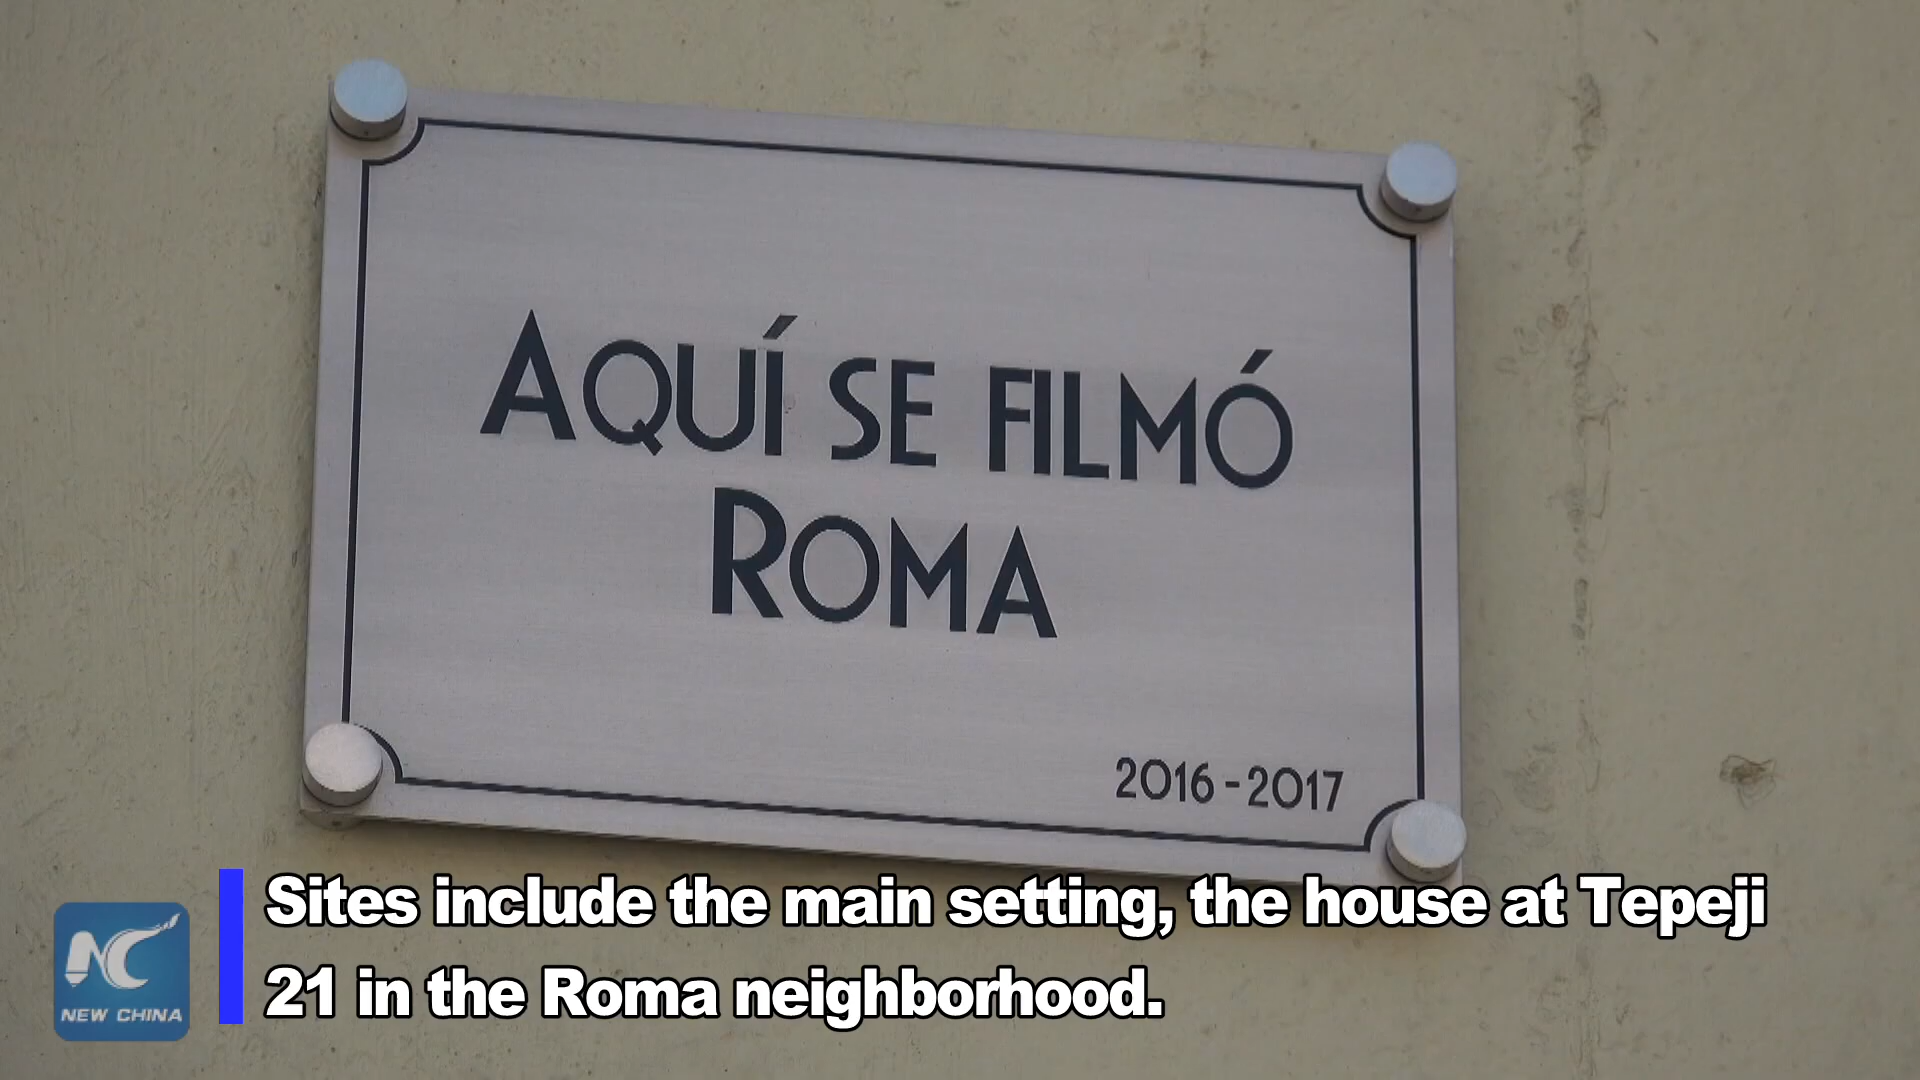 AQUÍ SE FILMÓ
ROMA
2016-2017
Sites include the main setting, the house at Tepeji
21 in the Roma neighborhood.
NC
NEW CHINA